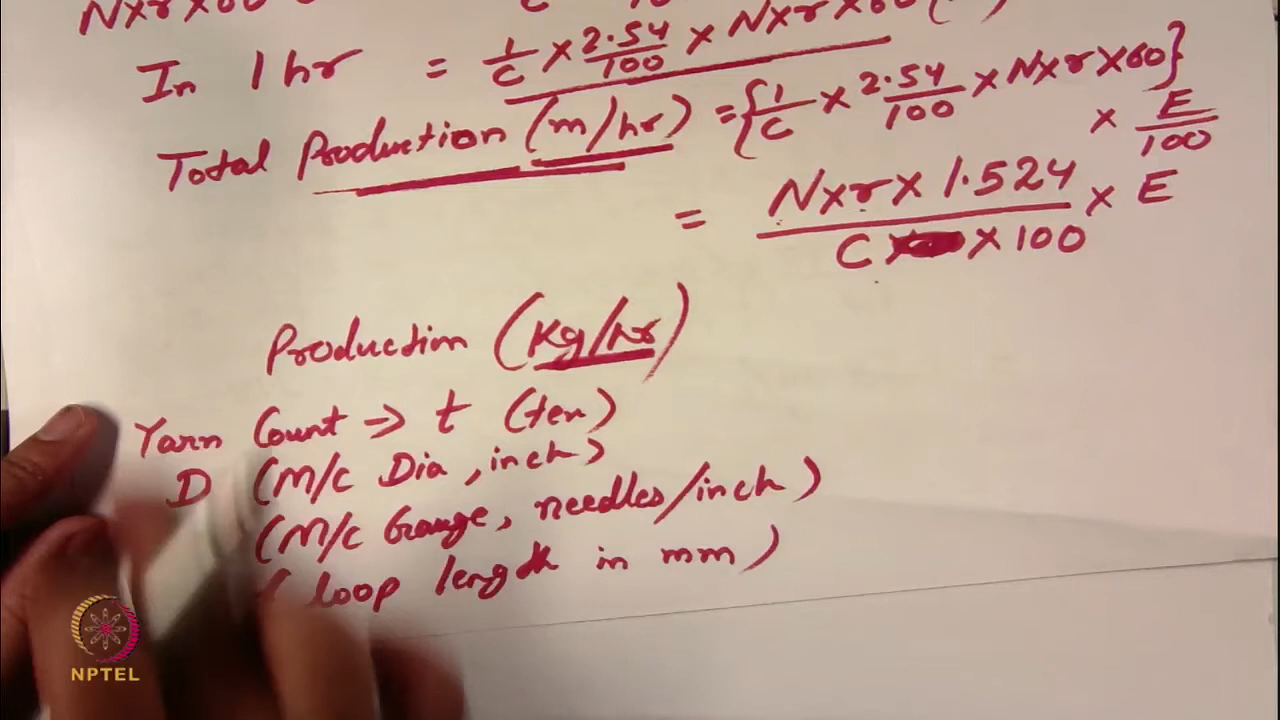 N×r×60
C
In 1 hr = 1/C × 2.54/100 × N×r×60
Total Production (m/hr) = {1/C × 2.54/100 × N×r×60}
× E/100
= N×r×1.524 / C × 100 × E
Production (Kg/hr)
Yarn Count → t (tex)
D (M/c Dia, inch)
(M/c Gauge, needles/inch)
( loop length in mm)
NPTEL